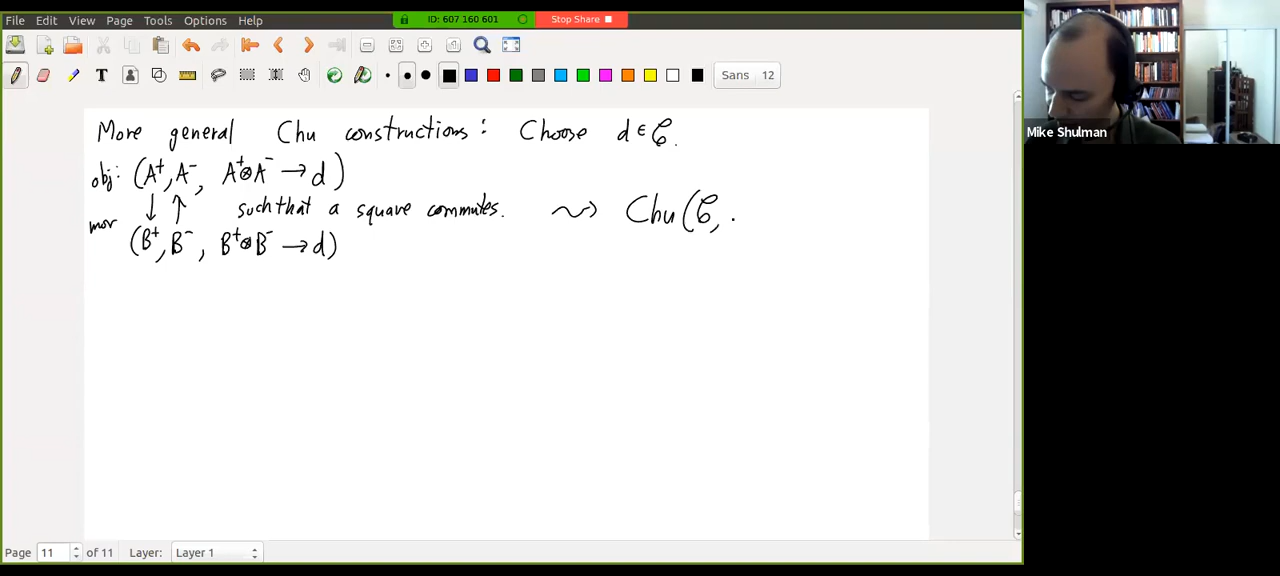 File Edit View Page Tools Options Help
ID: 607 160 601 Stop Share
Sans 12
Mike Shulman
More general Chu constructions: Choose d ∈ 𝒞.
obj: (A⁺, A⁻, A⁺⊗A⁻ → d)
mor ↓ ↑ such that a square commutes. ⇝ Chu(𝒞, .
(B⁺, B⁻, B⁺⊗B⁻ → d)
Page 11 of 11 Layer: Layer 1